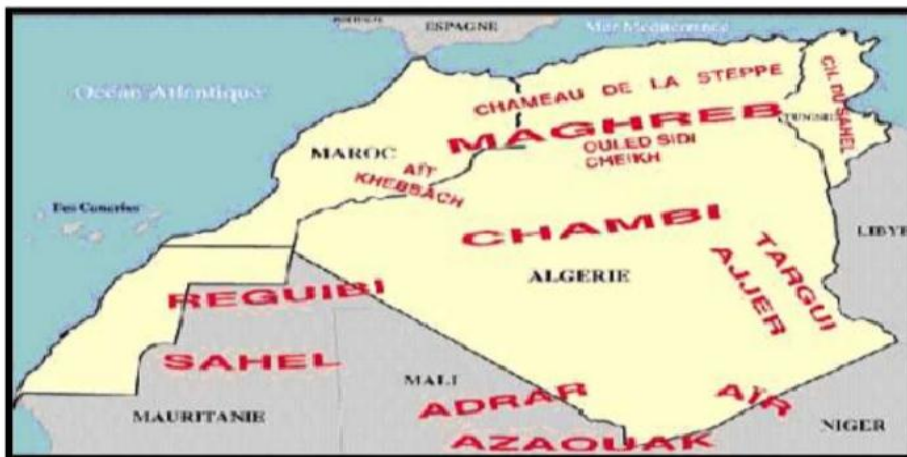 ESPAGNE
Mer Méditerranée
Océan Atlantique
CHAMEAU DE LA STEPPE
CIL DU SAHEL
MAGHREB
TUNISIE
MAROC
OULED SIDI
CHEIKH
AÏT
KHEBBACH
Iles Canaries
CHAMBI
LIBYE
TARGUI
AJJER
ALGERIE
REGUIBI
SAHEL
MALI
ADRAR
AÏR
MAURITANIE
NIGER
AZAOUAK